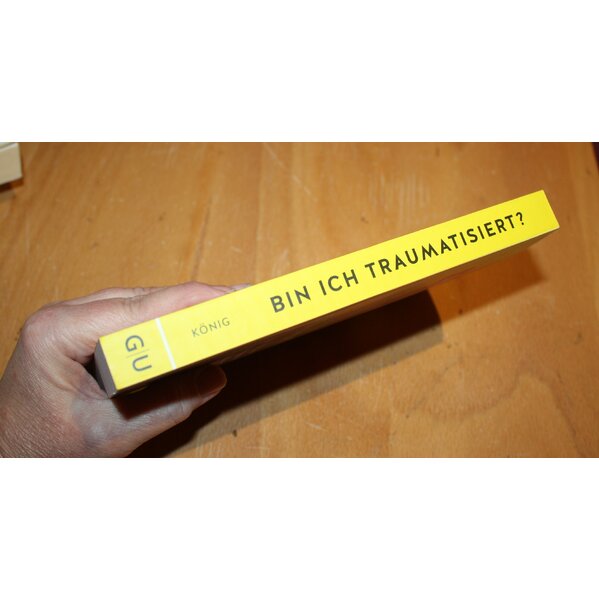 G|U
KÖNIG
BIN ICH TRAUMATISIERT?